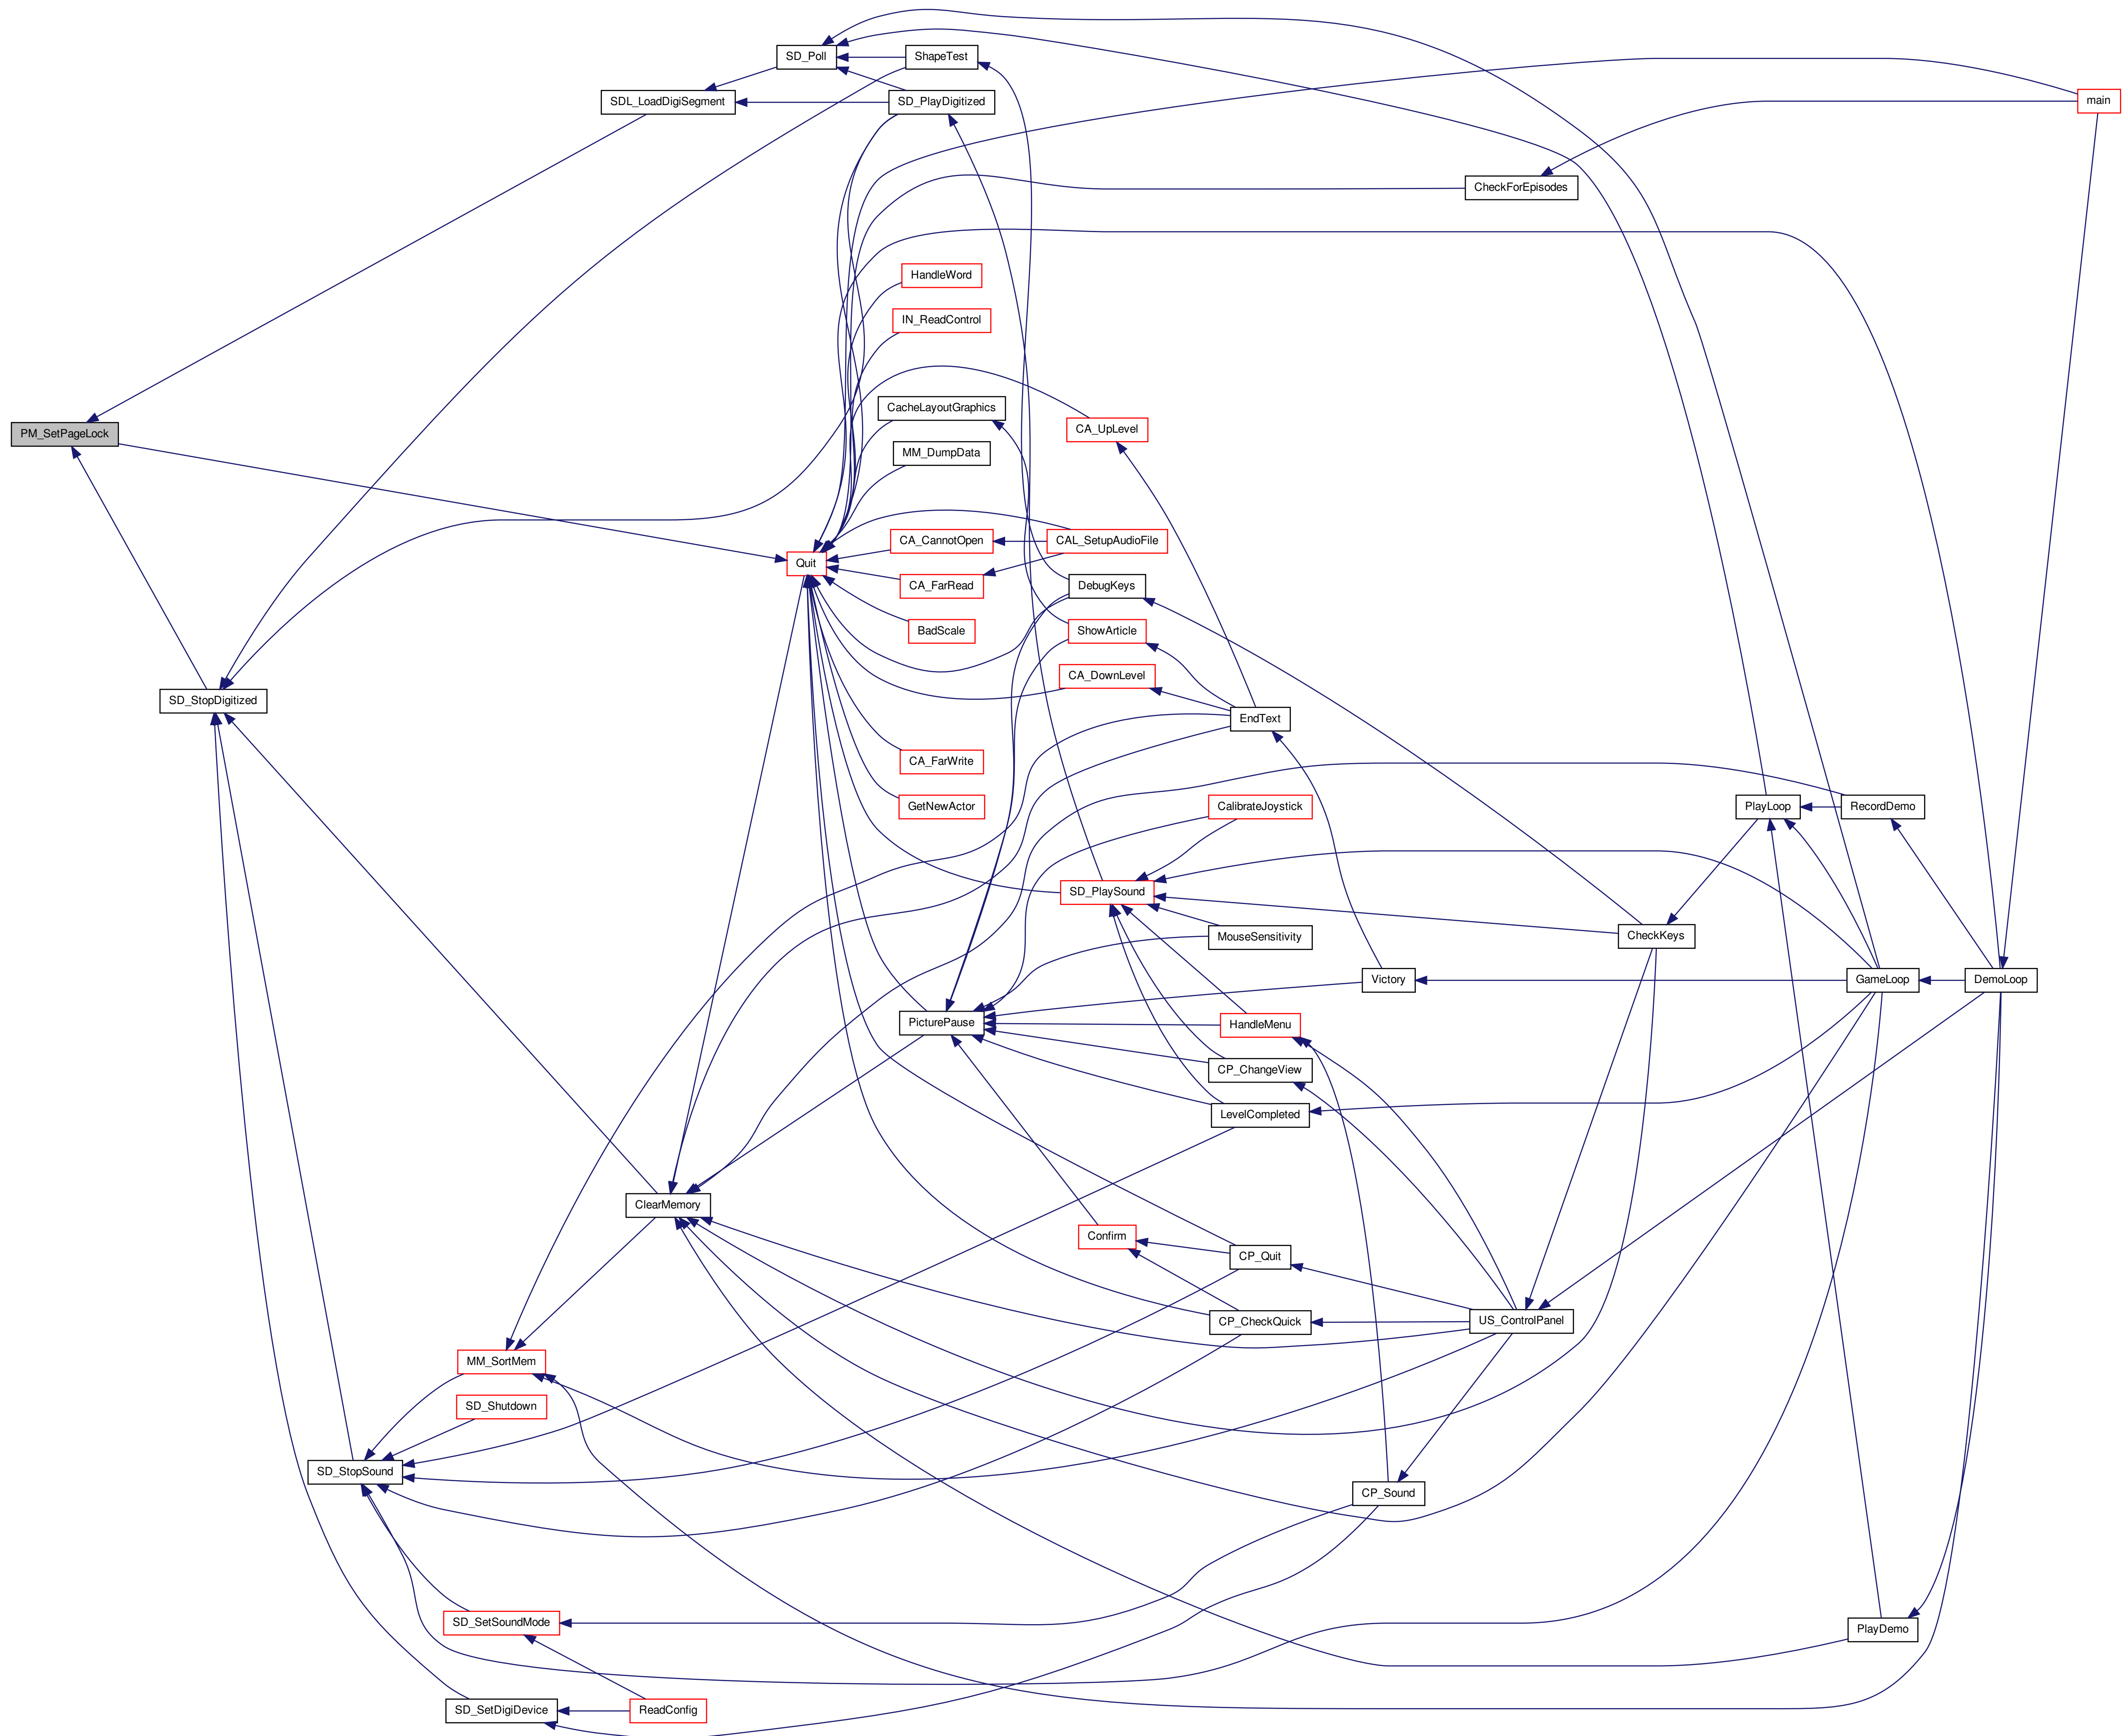 SD_Poll
ShapeTest
SDL_LoadDigiSegment
SD_PlayDigitized
main
CheckForEpisodes
HandleWord
IN_ReadControl
CacheLayoutGraphics
CA_UpLevel
PM_SetPageLock
MM_DumpData
CA_CannotOpen
CAL_SetupAudioFile
Quit
CA_FarRead
DebugKeys
BadScale
ShowArticle
CA_DownLevel
SD_StopDigitized
EndText
CA_FarWrite
GetNewActor
CalibrateJoystick
PlayLoop
RecordDemo
SD_PlaySound
MouseSensitivity
CheckKeys
Victory
GameLoop
DemoLoop
PicturePause
HandleMenu
CP_ChangeView
LevelCompleted
ClearMemory
Confirm
CP_Quit
CP_CheckQuick
US_ControlPanel
MM_SortMem
SD_Shutdown
SD_StopSound
CP_Sound
SD_SetSoundMode
PlayDemo
SD_SetDigiDevice
ReadConfig